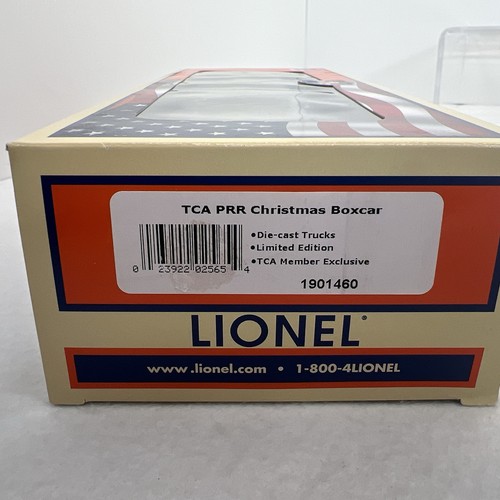 TCA PRR Christmas Boxcar
•Die-cast Trucks
•Limited Edition
•TCA Member Exclusive
0 23922 02565 4
1901460
LIONEL
www.lionel.com • 1-800-4LIONEL